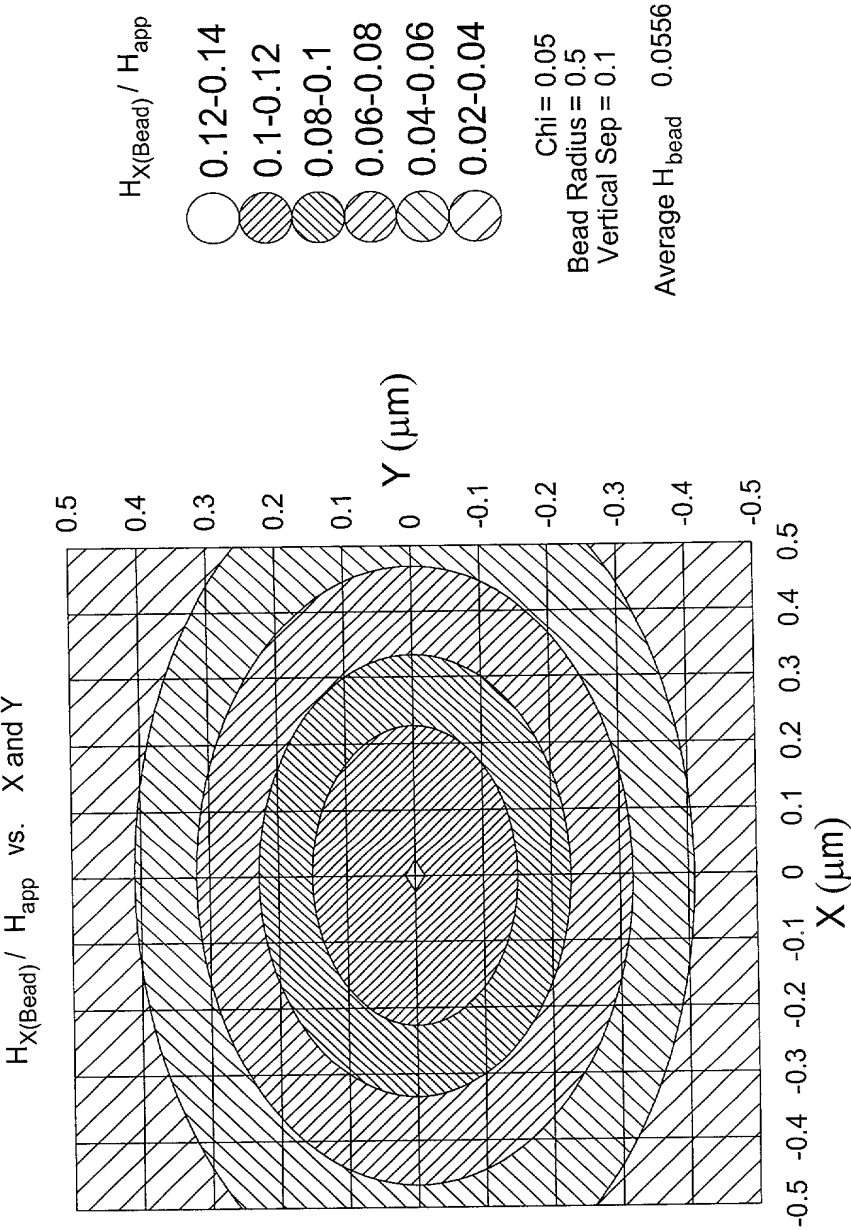 H_X(Bead) / H_app vs. X and Y
0.5
0.4
0.3
0.2
0.1
0
-0.1
-0.2
-0.3
-0.4
-0.5
Y (μm)
-0.5 -0.4 -0.3 -0.2 -0.1 0 0.1 0.2 0.3 0.4 0.5
X (μm)
H_X(Bead) / H_app
0.12-0.14
0.1-0.12
0.08-0.1
0.06-0.08
0.04-0.06
0.02-0.04
Chi = 0.05
Bead Radius = 0.5
Vertical Sep = 0.1
Average H_bead 0.0556